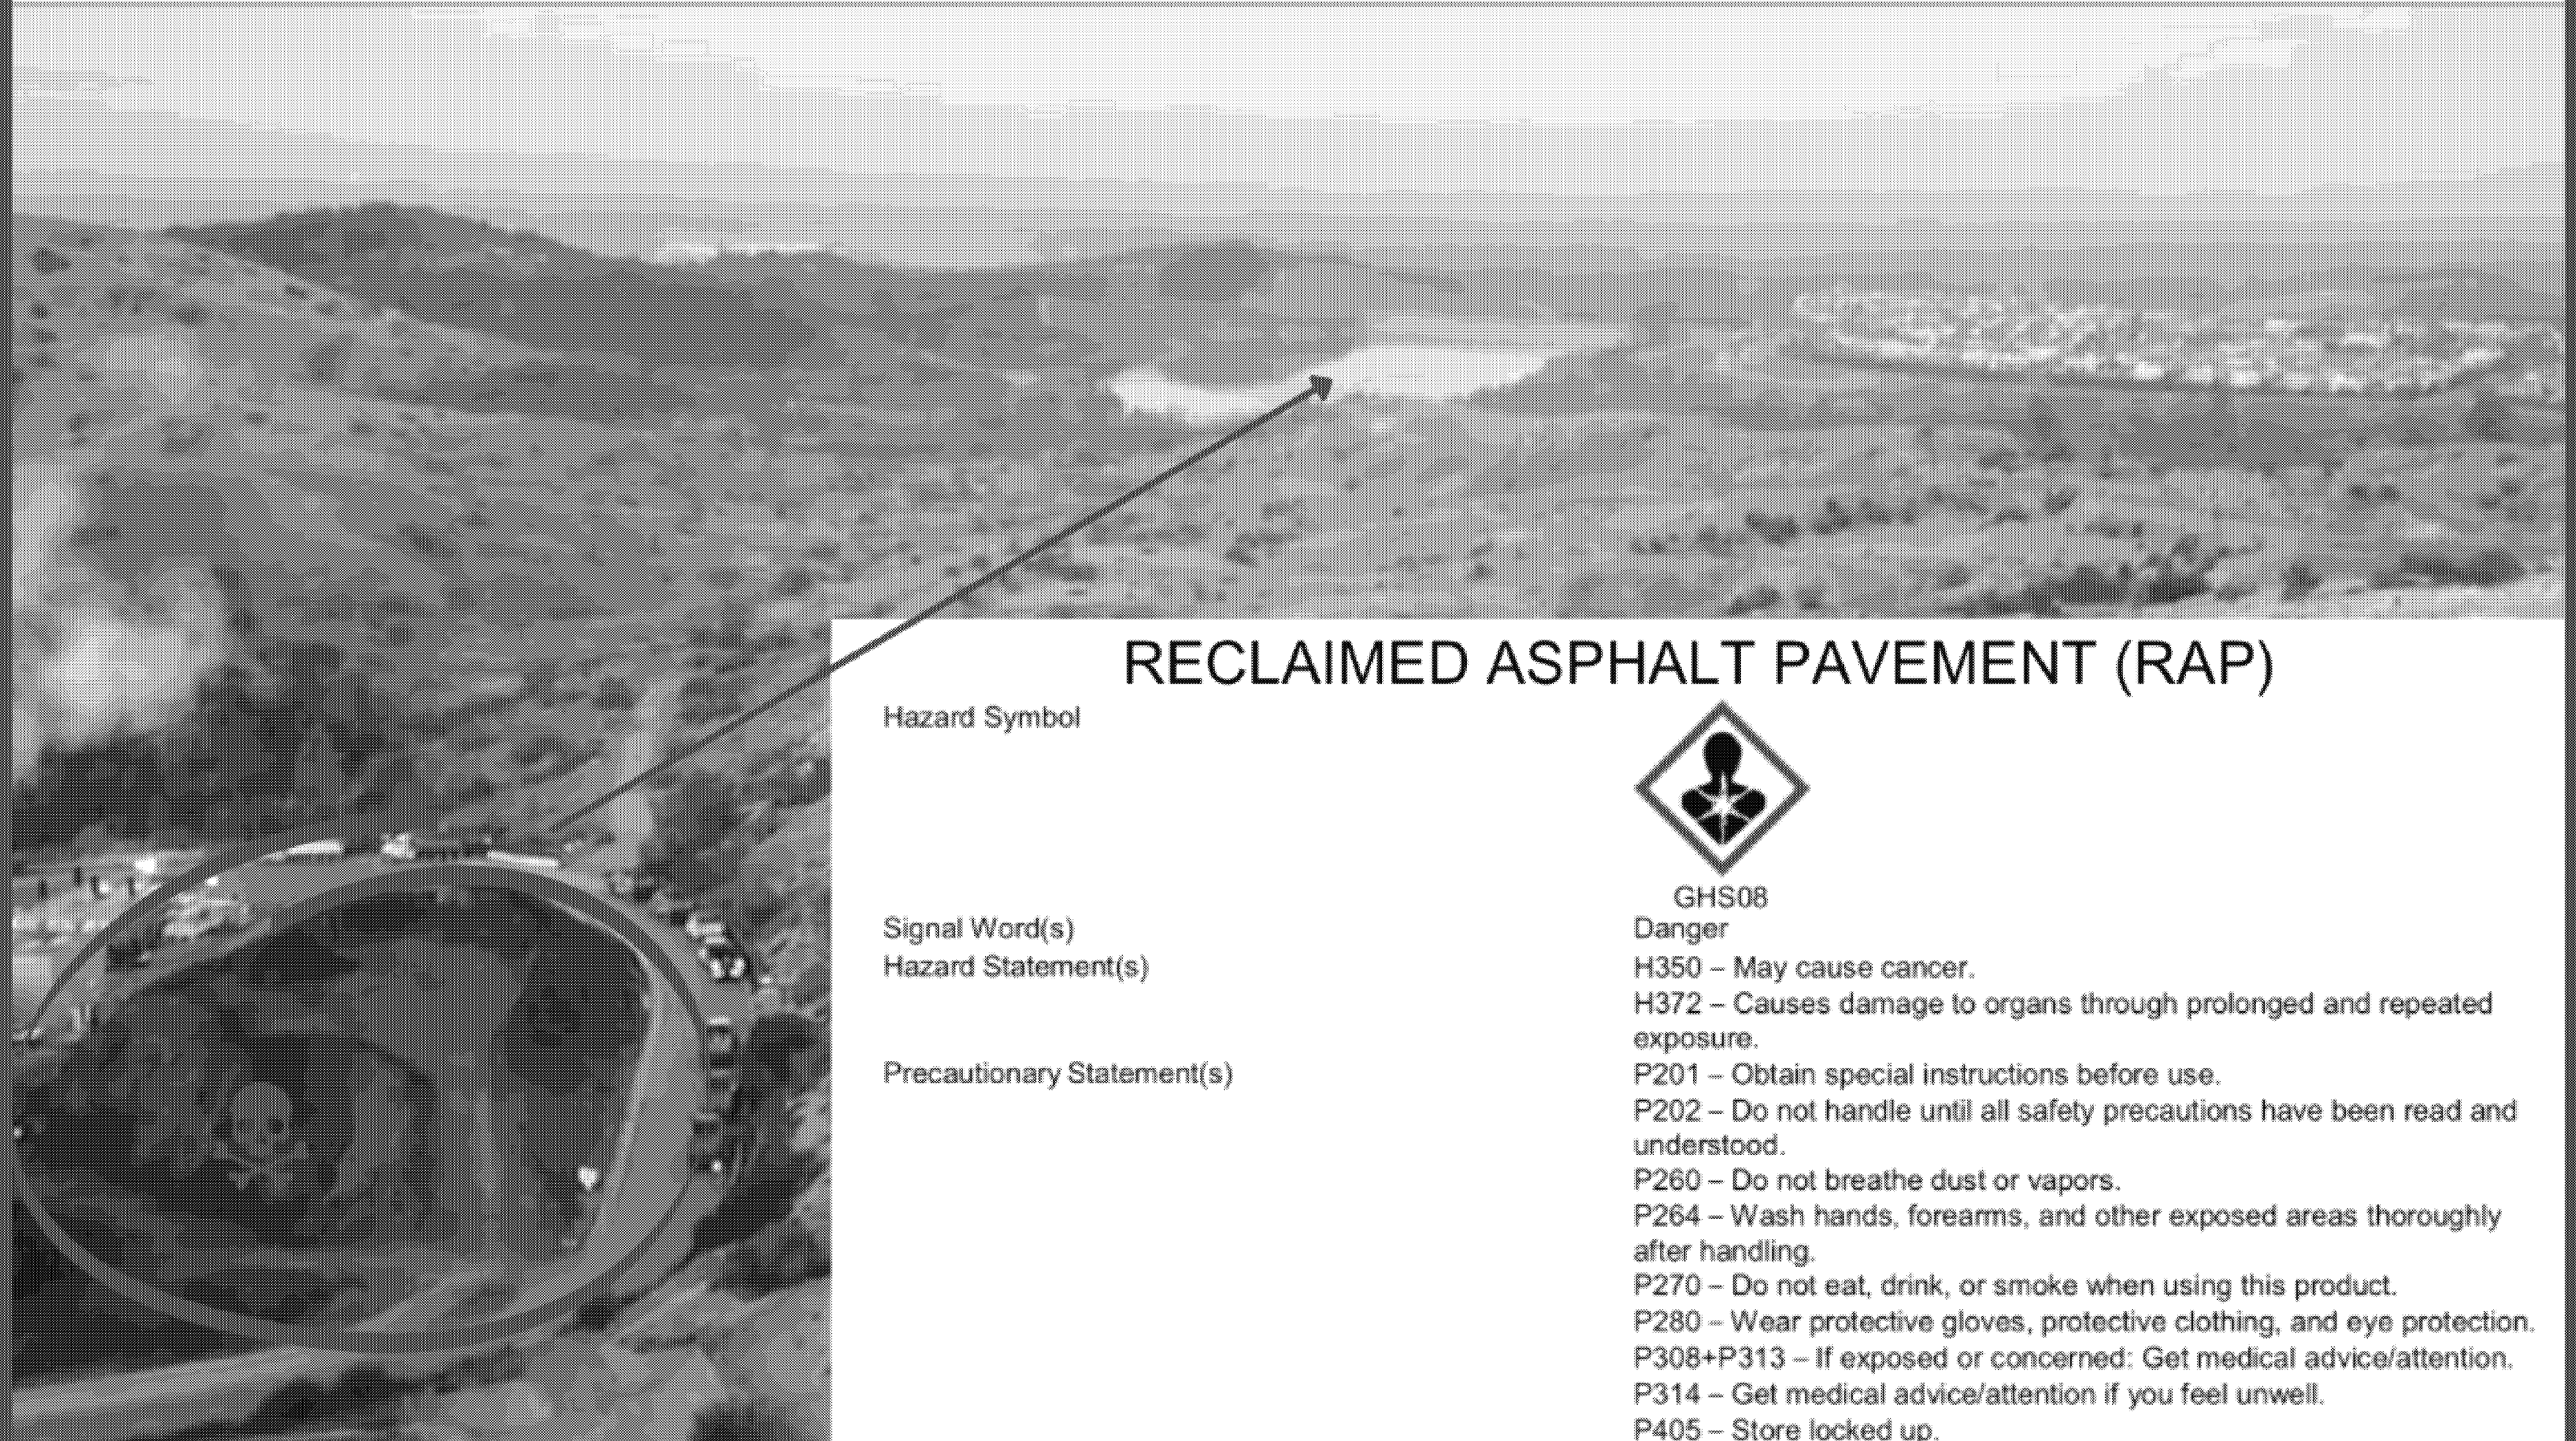 RECLAIMED ASPHALT PAVEMENT (RAP)
Hazard Symbol
GHS08
Signal Word(s)
Danger
Hazard Statement(s)
H350 – May cause cancer.
H372 – Causes damage to organs through prolonged and repeated
exposure.
Precautionary Statement(s)
P201 – Obtain special instructions before use.
P202 – Do not handle until all safety precautions have been read and
understood.
P260 – Do not breathe dust or vapors.
P264 – Wash hands, forearms, and other exposed areas thoroughly
after handling.
P270 – Do not eat, drink, or smoke when using this product.
P280 – Wear protective gloves, protective clothing, and eye protection.
P308+P313 – If exposed or concerned: Get medical advice/attention.
P314 – Get medical advice/attention if you feel unwell.
P405 – Store locked up.